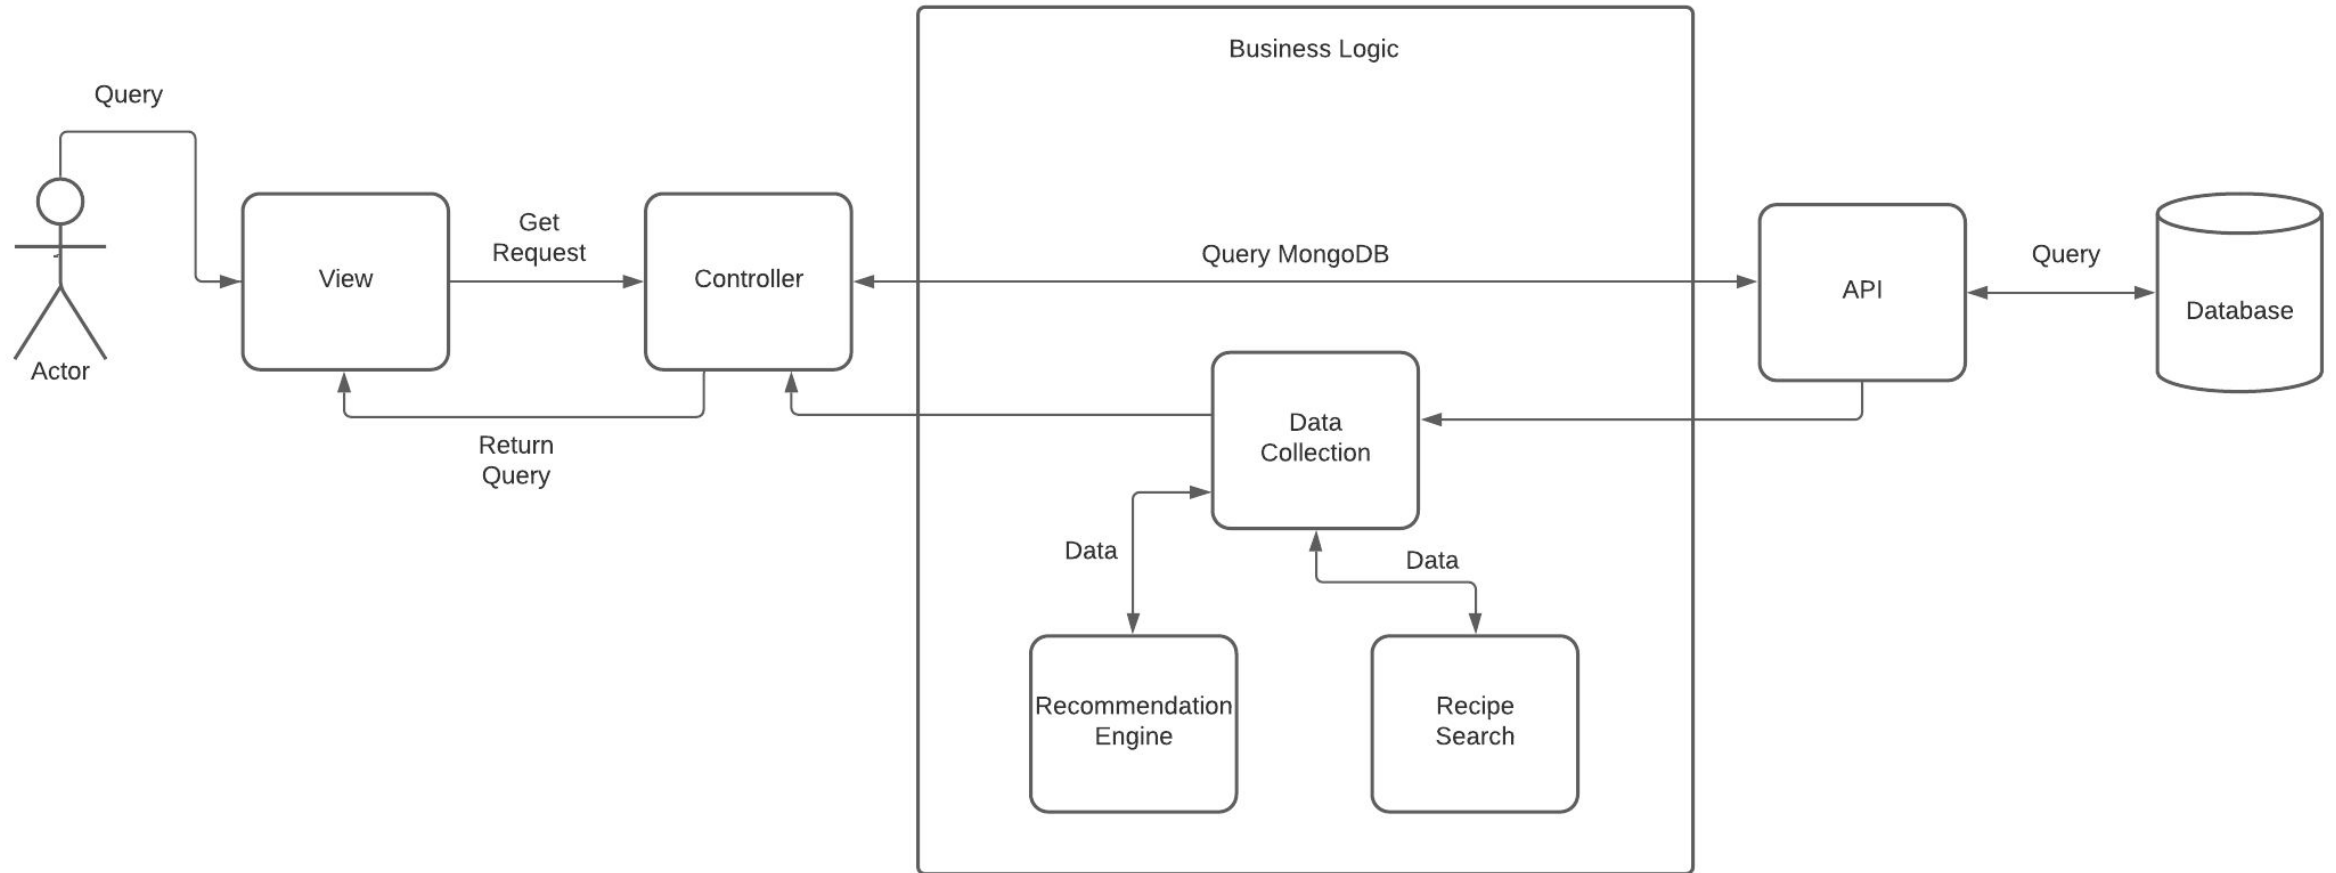 Business Logic
Query
Get
Request
Query MongoDB
Query
View
Controller
API
Database
Actor
Return
Query
Data
Collection
Data
Data
Recommendation
Engine
Recipe
Search